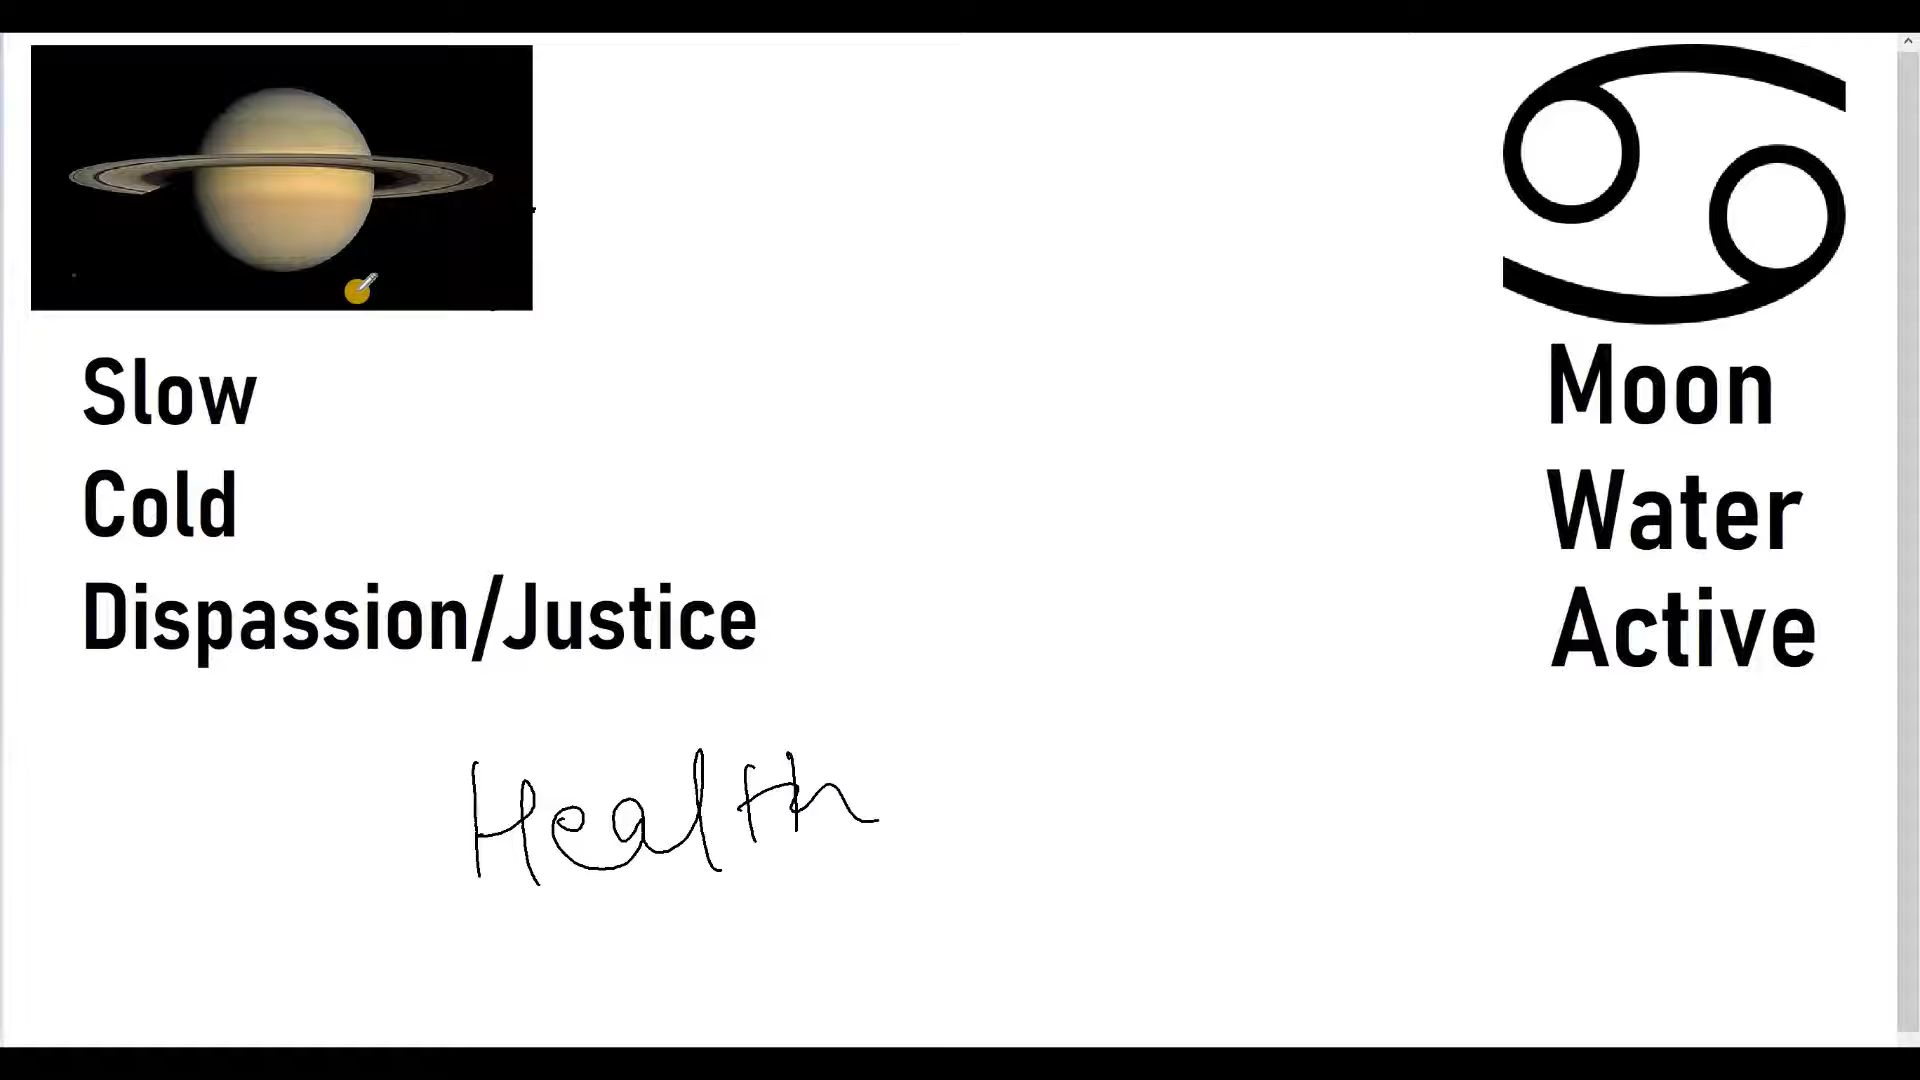 Slow
Cold
Dispassion/Justice
Moon
Water
Active
Health